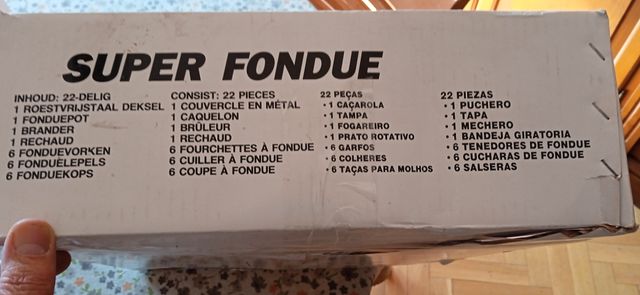 SUPER FONDUE
INHOUD: 22-DELIG
1 ROESTVRIJSTAAL DEKSEL
1 FONDUEPOT
1 BRANDER
1 RECHAUD
6 FONDUEVORKEN
6 FONDUELEPELS
6 FONDUEKOPS
CONSIST: 22 PIECES
1 COUVERCLE EN MÉTAL
1 CAQUELON
1 BRÛLEUR
1 RECHAUD
6 FOURCHETTES À FONDUE
6 CUILLER À FONDUE
6 COUPE À FONDUE
22 PEÇAS
• 1 CAÇAROLA
• 1 TAMPA
• 1 FOGAREIRO
• 1 PRATO ROTATIVO
• 6 GARFOS
• 6 COLHERES
• 6 TAÇAS PARA MOLHOS
22 PIEZAS
• 1 PUCHERO
• 1 TAPA
• 1 MECHERO
• 1 BANDEJA GIRATORIA
• 6 TENEDORES DE FONDUE
• 6 CUCHARAS DE FONDUE
• 6 SALSERAS